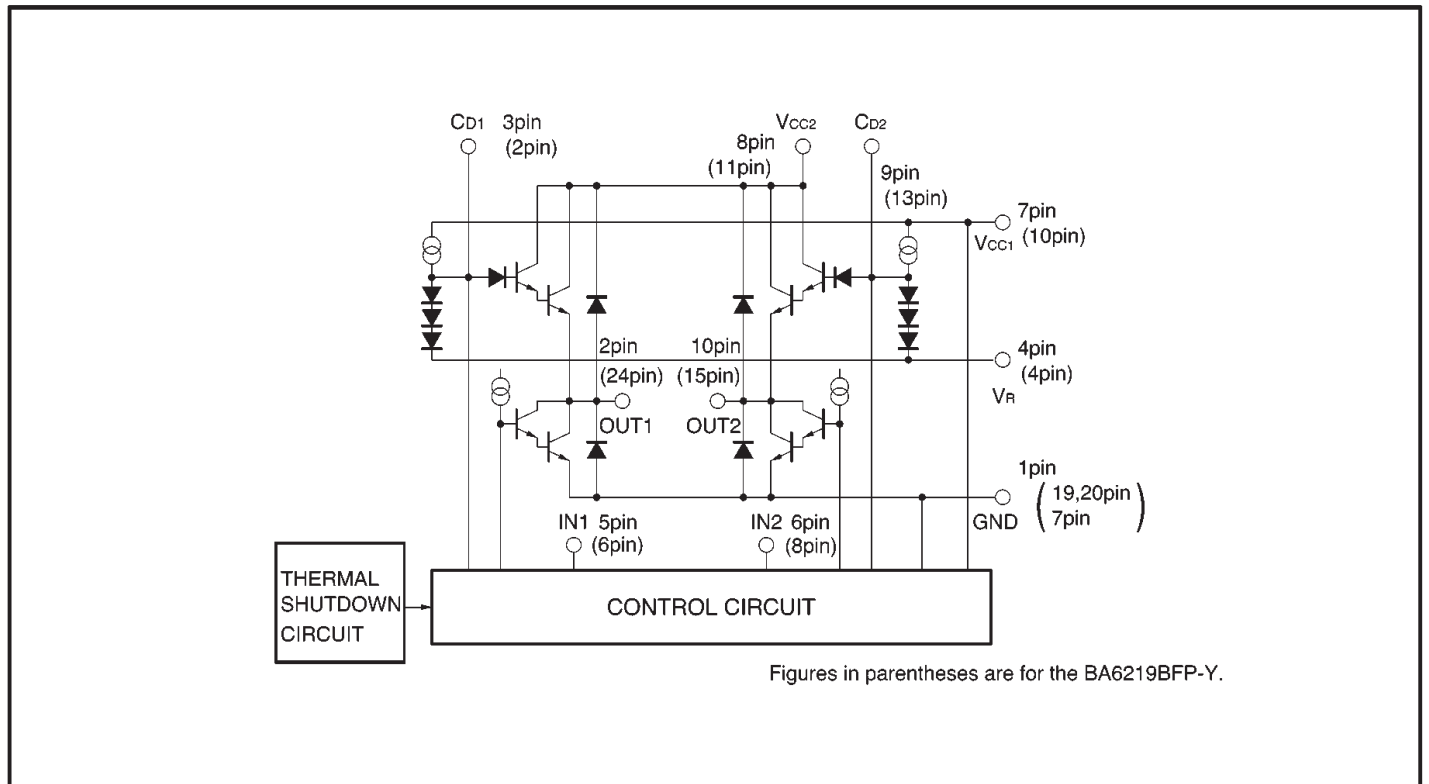 CD1 3pin
(2pin)
VCC2
8pin
(11pin)
CD2
9pin
(13pin)
7pin
VCC1 (10pin)
2pin
(24pin)
10pin
(15pin)
4pin
(4pin)
VR
OUT1
OUT2
1pin
GND
(19,20pin
7pin)
IN1 5pin
(6pin)
IN2 6pin
(8pin)
THERMAL
SHUTDOWN
CIRCUIT
CONTROL CIRCUIT
Figures in parentheses are for the BA6219BFP-Y.